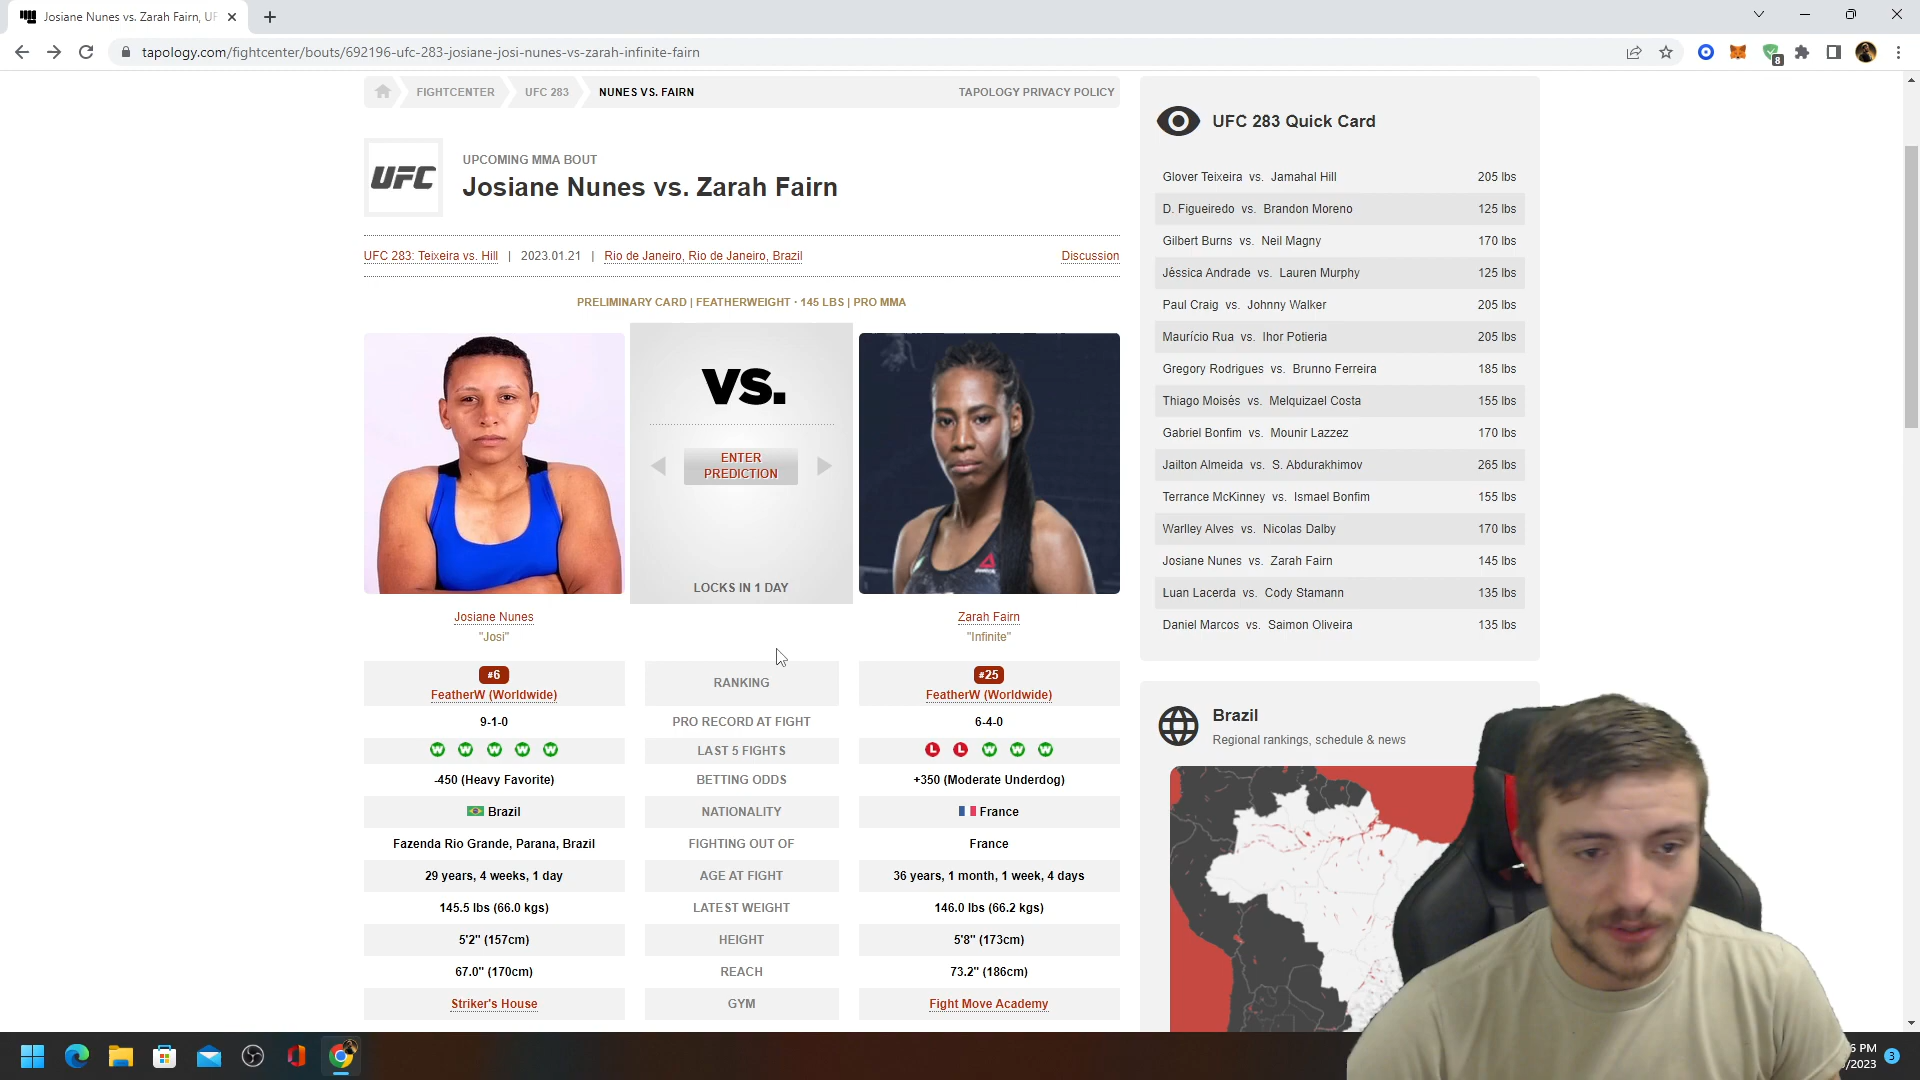 Josiane Nunes vs. Zarah Fairn, UF
tapology.com/fightcenter/bouts/692196-ufc-283-josiane-josi-nunes-vs-zarah-infinite-fairn
8
FIGHTCENTER
UFC 283
NUNES VS. FAIRN
TAPOLOGY PRIVACY POLICY
UFC
UPCOMING MMA BOUT
Josiane Nunes vs. Zarah Fairn
UFC 283: Teixeira vs. Hill | 2023.01.21 | Rio de Janeiro, Rio de Janeiro, Brazil
Discussion
PRELIMINARY CARD | FEATHERWEIGHT · 145 LBS | PRO MMA
VS.
ENTER
PREDICTION
LOCKS IN 1 DAY
Josiane Nunes
"Josi"
Zarah Fairn
"Infinite"
#6
FeatherW (Worldwide)
RANKING
#25
FeatherW (Worldwide)
9-1-0 PRO RECORD AT FIGHT 6-4-0
W W W W W LAST 5 FIGHTS L L W W W
-450 (Heavy Favorite) BETTING ODDS +350 (Moderate Underdog)
Brazil NATIONALITY France
Fazenda Rio Grande, Parana, Brazil FIGHTING OUT OF France
29 years, 4 weeks, 1 day AGE AT FIGHT 36 years, 1 month, 1 week, 4 days
145.5 lbs (66.0 kgs) LATEST WEIGHT 146.0 lbs (66.2 kgs)
5'2" (157cm) HEIGHT 5'8" (173cm)
67.0" (170cm) REACH 73.2" (186cm)
Striker's House GYM Fight Move Academy
UFC 283 Quick Card
Glover Teixeira vs. Jamahal Hill 205 lbs
D. Figueiredo vs. Brandon Moreno 125 lbs
Gilbert Burns vs. Neil Magny 170 lbs
Jéssica Andrade vs. Lauren Murphy 125 lbs
Paul Craig vs. Johnny Walker 205 lbs
Maurício Rua vs. Ihor Potieria 205 lbs
Gregory Rodrigues vs. Brunno Ferreira 185 lbs
Thiago Moisés vs. Melquizael Costa 155 lbs
Gabriel Bonfim vs. Mounir Lazzez 170 lbs
Jailton Almeida vs. S. Abdurakhimov 265 lbs
Terrance McKinney vs. Ismael Bonfim 155 lbs
Warlley Alves vs. Nicolas Dalby 170 lbs
Josiane Nunes vs. Zarah Fairn 145 lbs
Luan Lacerda vs. Cody Stamann 135 lbs
Daniel Marcos vs. Saimon Oliveira 135 lbs
Brazil
Regional rankings, schedule & news
6 PM
/2023
3